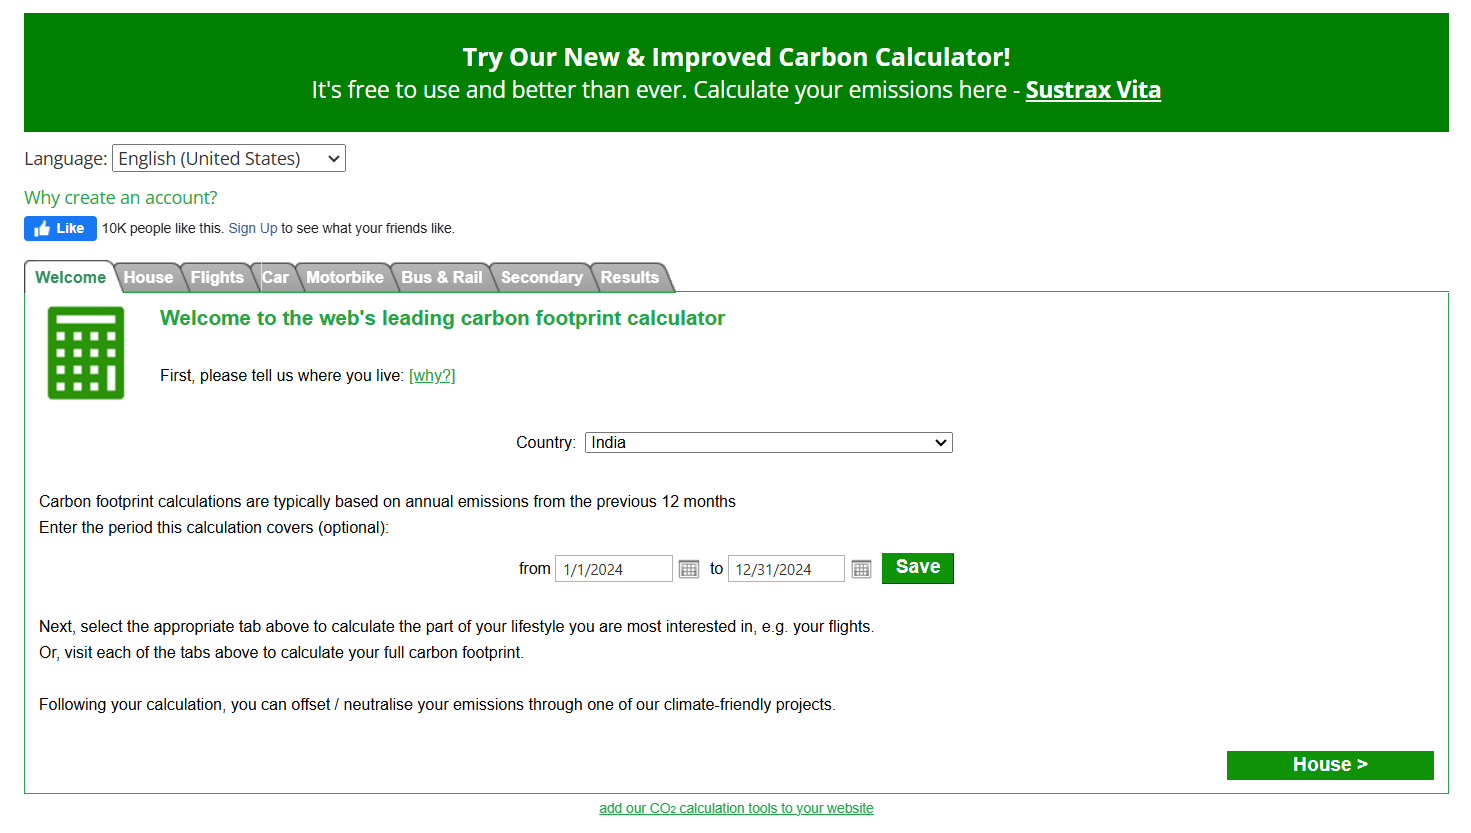 Try Our New & Improved Carbon Calculator!
It's free to use and better than ever. Calculate your emissions here - Sustrax Vita
Language: English (United States)
Why create an account?
Like 10K people like this. Sign Up to see what your friends like.
Welcome House Flights Car Motorbike Bus & Rail Secondary Results
Welcome to the web's leading carbon footprint calculator
First, please tell us where you live: [why?]
Country: India
Carbon footprint calculations are typically based on annual emissions from the previous 12 months
Enter the period this calculation covers (optional):
from 1/1/2024 to 12/31/2024 Save
Next, select the appropriate tab above to calculate the part of your lifestyle you are most interested in, e.g. your flights.
Or, visit each of the tabs above to calculate your full carbon footprint.
Following your calculation, you can offset / neutralise your emissions through one of our climate-friendly projects.
House >
add our CO₂ calculation tools to your website